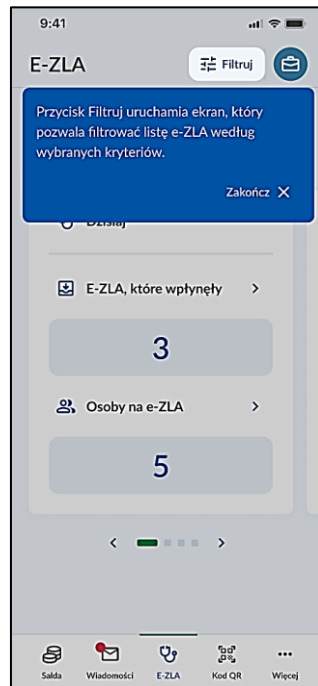 9:41
E-ZLA
Filtruj
Przycisk Filtruj uruchamia ekran, który
pozwala filtrować listę e-ZLA według
wybranych kryteriów.
Zakończ
Dzisiaj
E-ZLA, które wpłynęły
3
Osoby na e-ZLA
5
Salda Wiadomości E-ZLA Kod QR Więcej